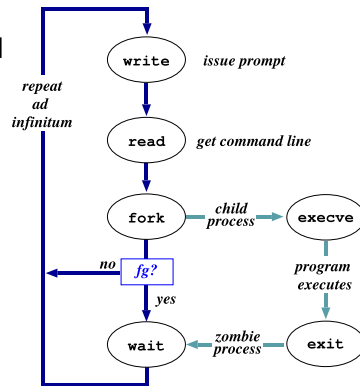 write
issue prompt
repeat
ad
infinitum
read
get command line
fork
child
process
execve
no
fg?
yes
program
executes
wait
zombie
process
exit